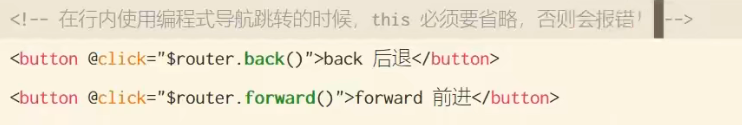 <!-- 在行内使用编程式导航跳转的时候，this 必须要省略，否则会报错！ -->
<button @click="$router.back()">back 后退</button>
<button @click="$router.forward()">forward 前进</button>